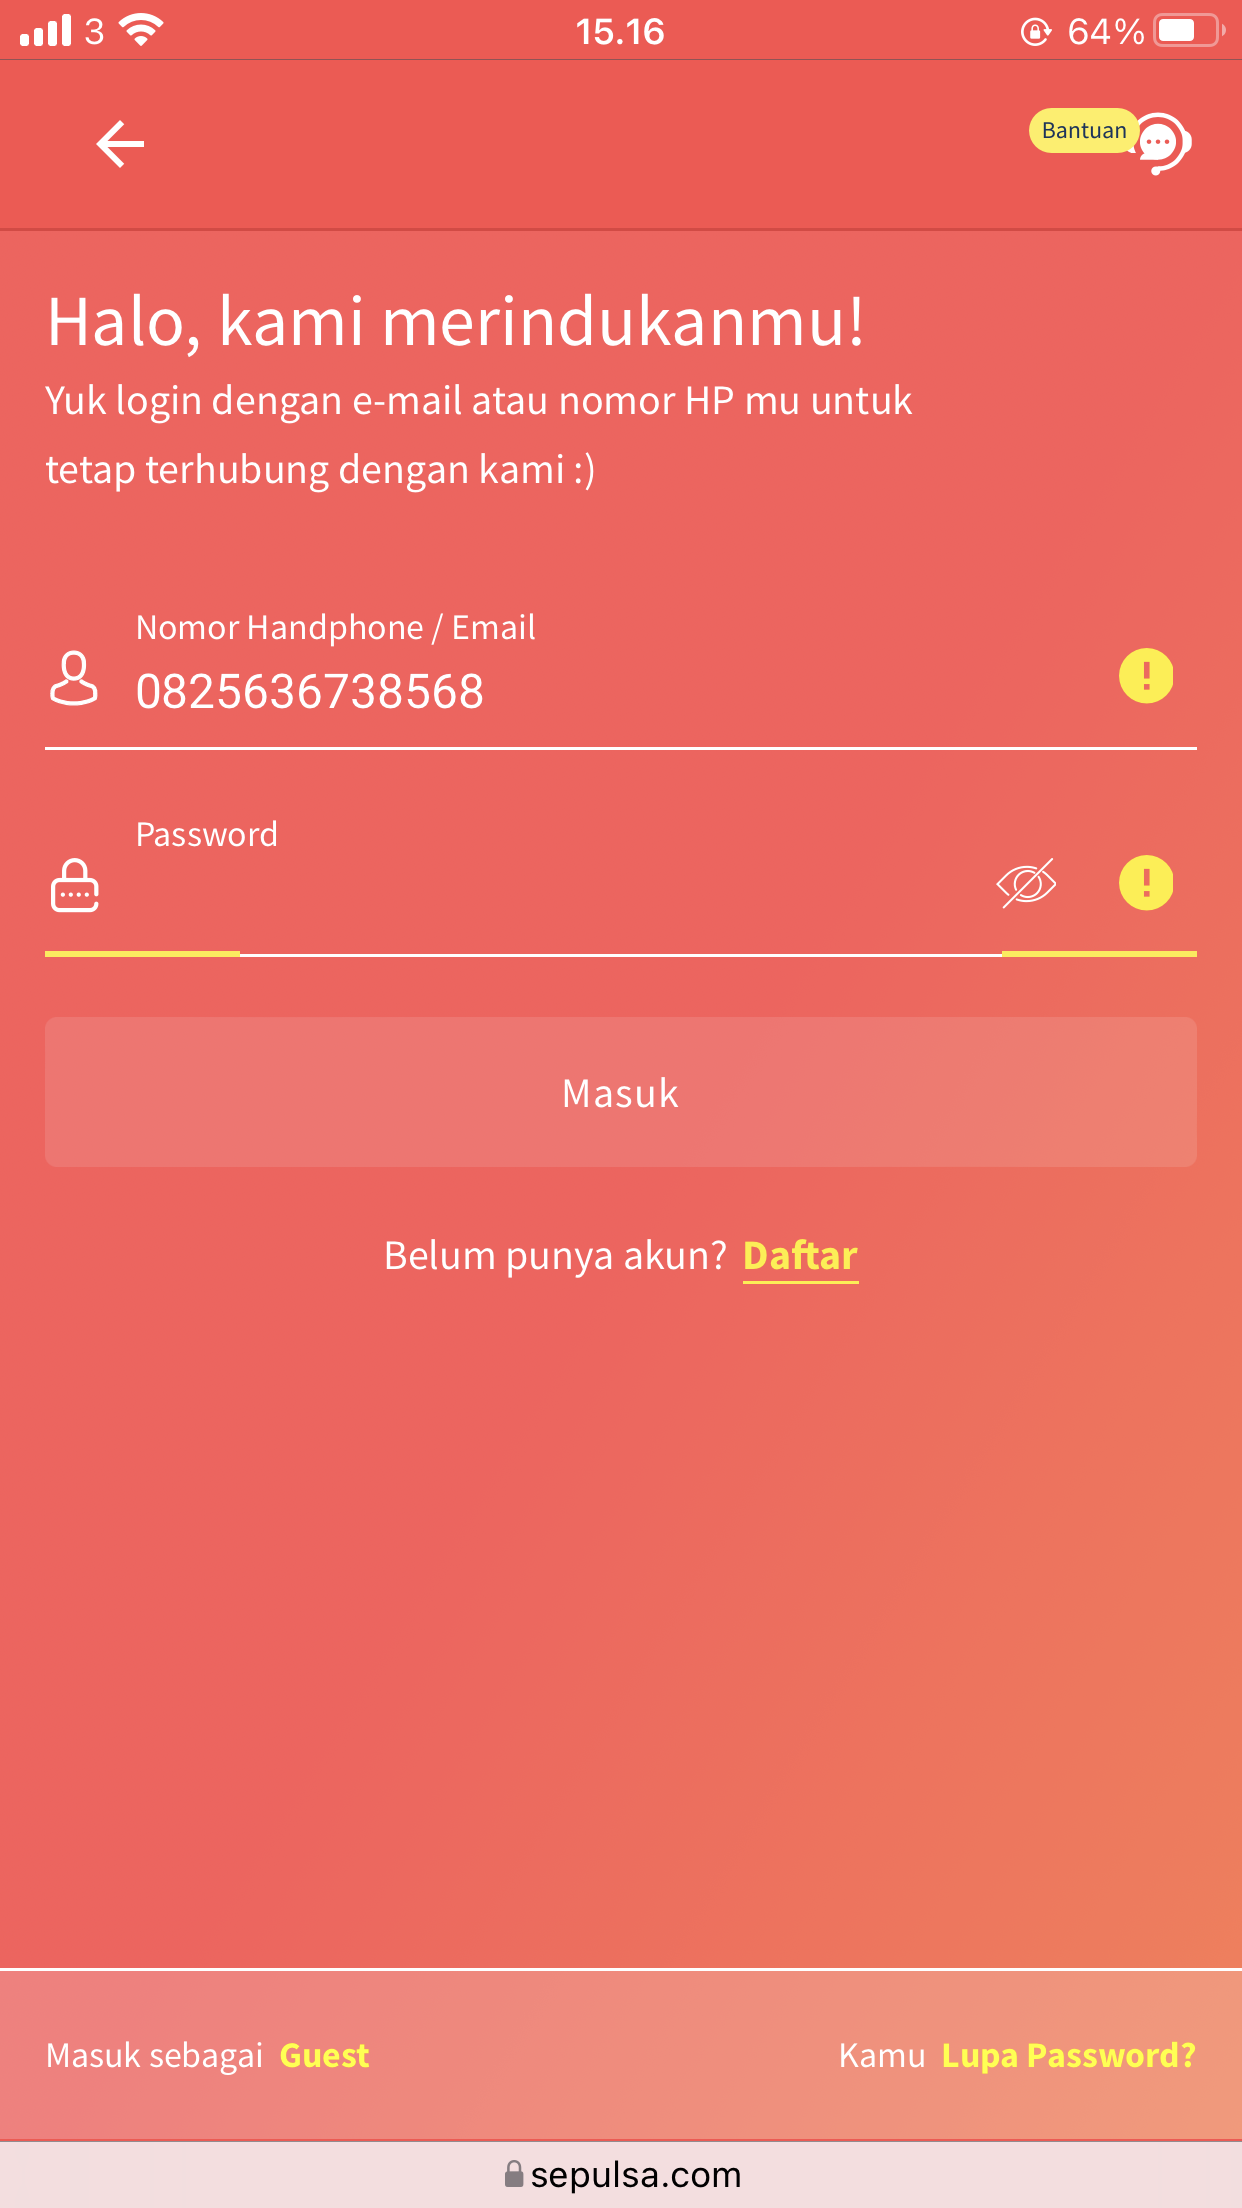 3
15.16
64%
Bantuan
Halo, kami merindukanmu!
Yuk login dengan e-mail atau nomor HP mu untuk
tetap terhubung dengan kami :)
Nomor Handphone / Email
0825636738568
Password
Masuk
Belum punya akun? Daftar
Masuk sebagai Guest
Kamu Lupa Password?
sepulsa.com